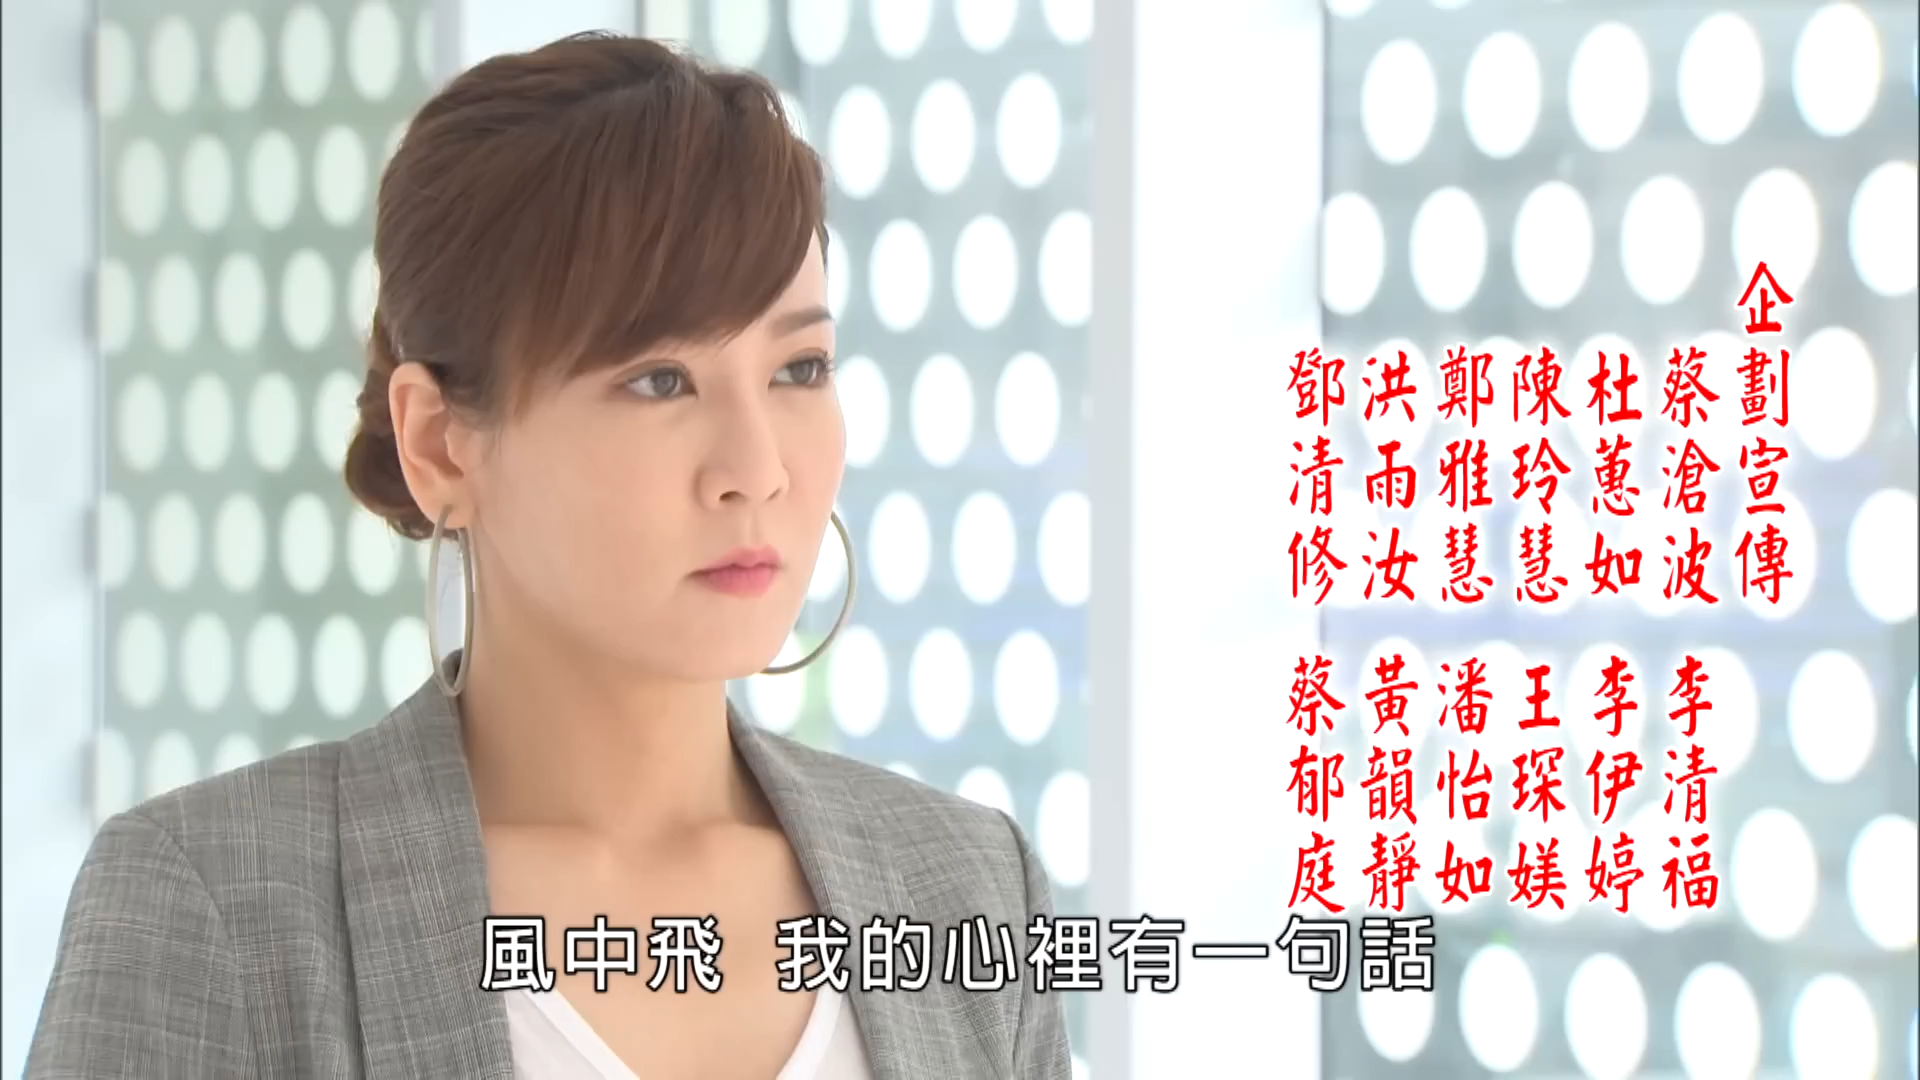 企劃宣傳
蔡滄波 李清福
杜蕙如 李伊婷
陳玲慧 王琛媄
鄭雅慧 潘怡如
洪雨汝 黃韻靜
鄧清修 蔡郁庭
風中飛 我的心裡有一句話